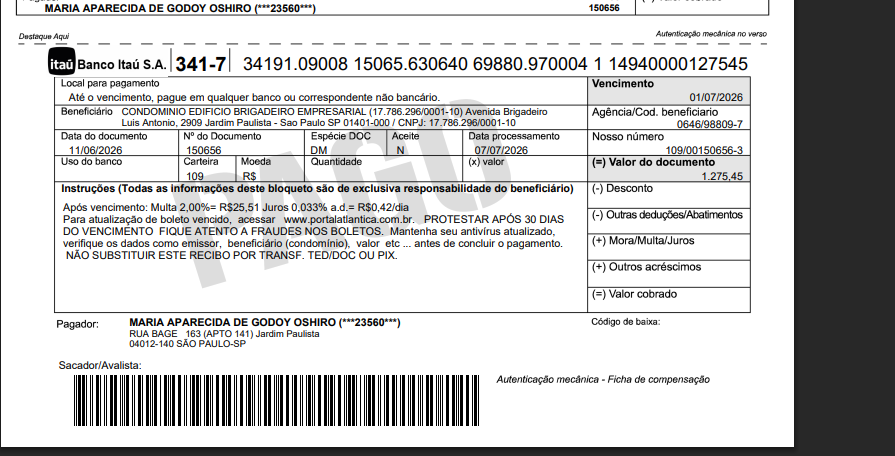 MARIA APARECIDA DE GODOY OSHIRO (***23560***)
150656
Destaque Aqui
Autenticação mecânica no verso
itaú Banco Itaú S.A. 341-7 34191.09008 15065.630640 69880.970004 1 14940000127545
Local para pagamento
Até o vencimento, pague em qualquer banco ou correspondente não bancário.
Vencimento
01/07/2026
Beneficiário CONDOMINIO EDIFICIO BRIGADEIRO EMPRESARIAL (17.786.296/0001-10) Avenida Brigadeiro
Luis Antonio, 2909 Jardim Paulista - Sao Paulo SP 01401-000 / CNPJ: 17.786.296/0001-10
Agência/Cod. beneficiario
0646/98809-7
Data do documento Nº do Documento Espécie DOC Aceite Data processamento
11/06/2026 150656 DM N 07/07/2026
Nosso número
109/00150656-3
Uso do banco Carteira Moeda Quantidade (x) valor
109 R$
(=) Valor do documento
1.275,45
Instruções (Todas as informações deste bloqueto são de exclusiva responsabilidade do beneficiário)
Após vencimento: Multa 2,00%= R$25,51 Juros 0,033% a.d.= R$0,42/dia
Para atualização de boleto vencido, acessar www.portalatlantica.com.br. PROTESTAR APÓS 30 DIAS
DO VENCIMENTO FIQUE ATENTO A FRAUDES NOS BOLETOS. Mantenha seu antivírus atualizado,
verifique os dados como emissor, beneficiário (condomínio), valor etc ... antes de concluir o pagamento.
NÃO SUBSTITUIR ESTE RECIBO POR TRANSF. TED/DOC OU PIX.
PAGO
(-) Desconto
(-) Outras deduções/Abatimentos
(+) Mora/Multa/Juros
(+) Outros acréscimos
(=) Valor cobrado
Pagador: MARIA APARECIDA DE GODOY OSHIRO (***23560***)
RUA BAGE 163 (APTO 141) Jardim Paulista
04012-140 SÃO PAULO-SP
Código de baixa:
Sacador/Avalista:
Autenticação mecânica - Ficha de compensação